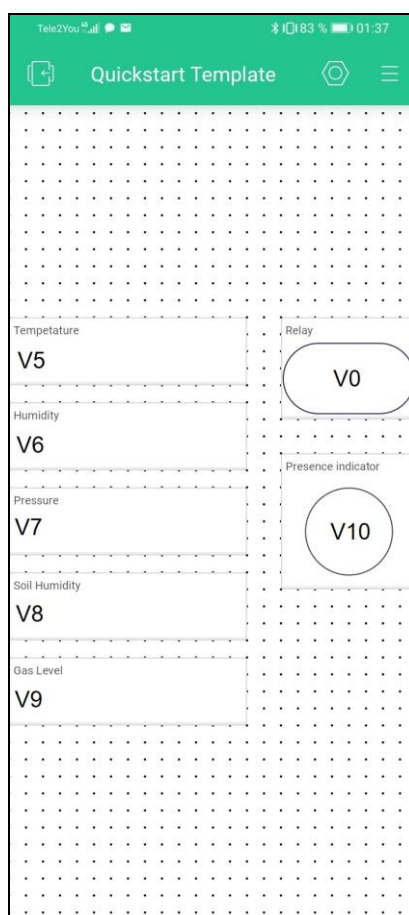 Tele2You 83 % 01:37
Quickstart Template
Tempetature
V5
Relay
V0
Humidity
V6
Presence indicator
V10
Pressure
V7
Soil Humidity
V8
Gas Level
V9